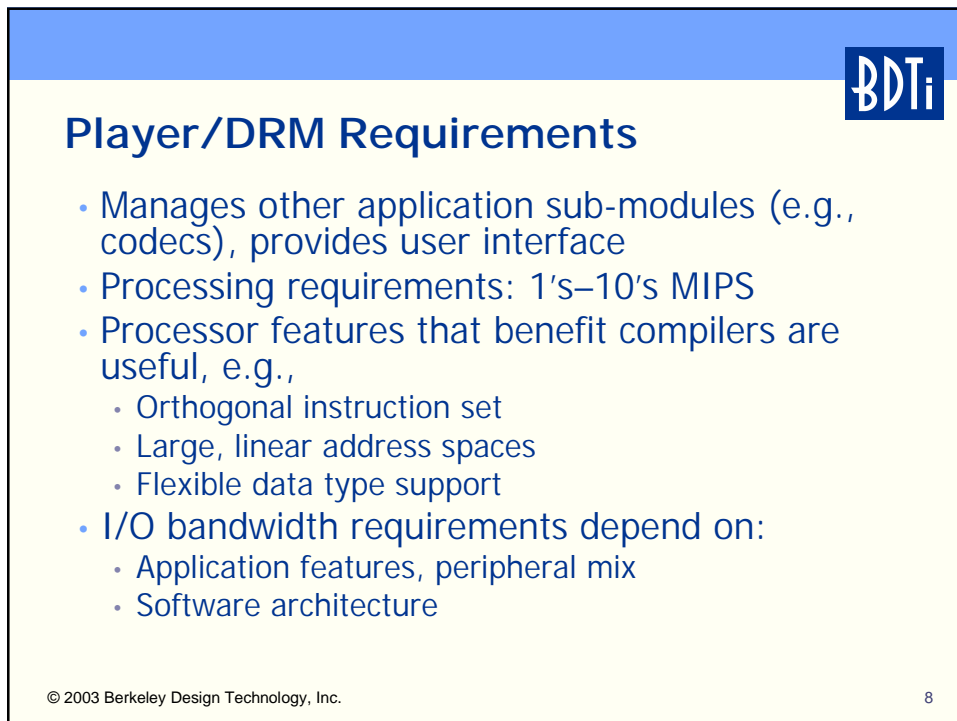 BDTi
Player/DRM Requirements
• Manages other application sub-modules (e.g.,
codecs), provides user interface
• Processing requirements: 1’s–10’s MIPS
• Processor features that benefit compilers are
useful, e.g.,
• Orthogonal instruction set
• Large, linear address spaces
• Flexible data type support
• I/O bandwidth requirements depend on:
• Application features, peripheral mix
• Software architecture
© 2003 Berkeley Design Technology, Inc.
8